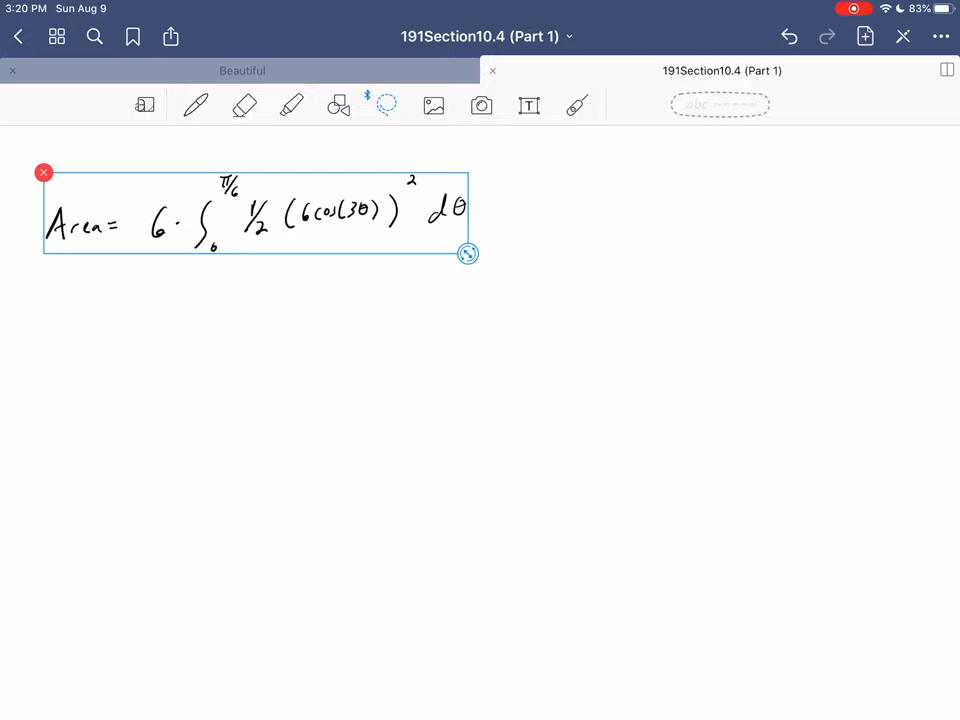 3:20 PM Sun Aug 9
83%
191Section10.4 (Part 1)
Beautiful
191Section10.4 (Part 1)
T
abc
Area = 6 · ∫₀^π/6 1/2 (6cos(3θ))² dθ